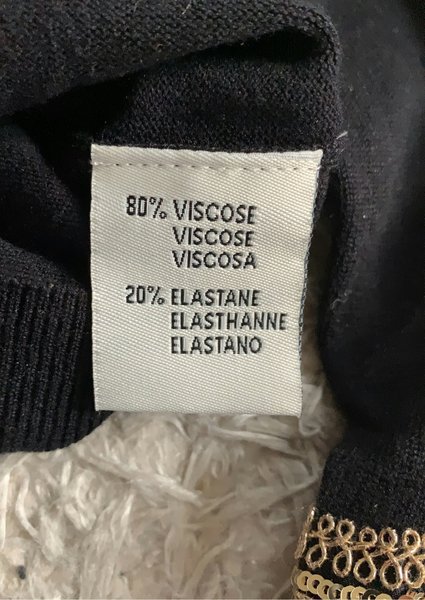 80% VISCOSE
VISCOSE
VISCOSA
20% ELASTANE
ELASTHANNE
ELASTANO